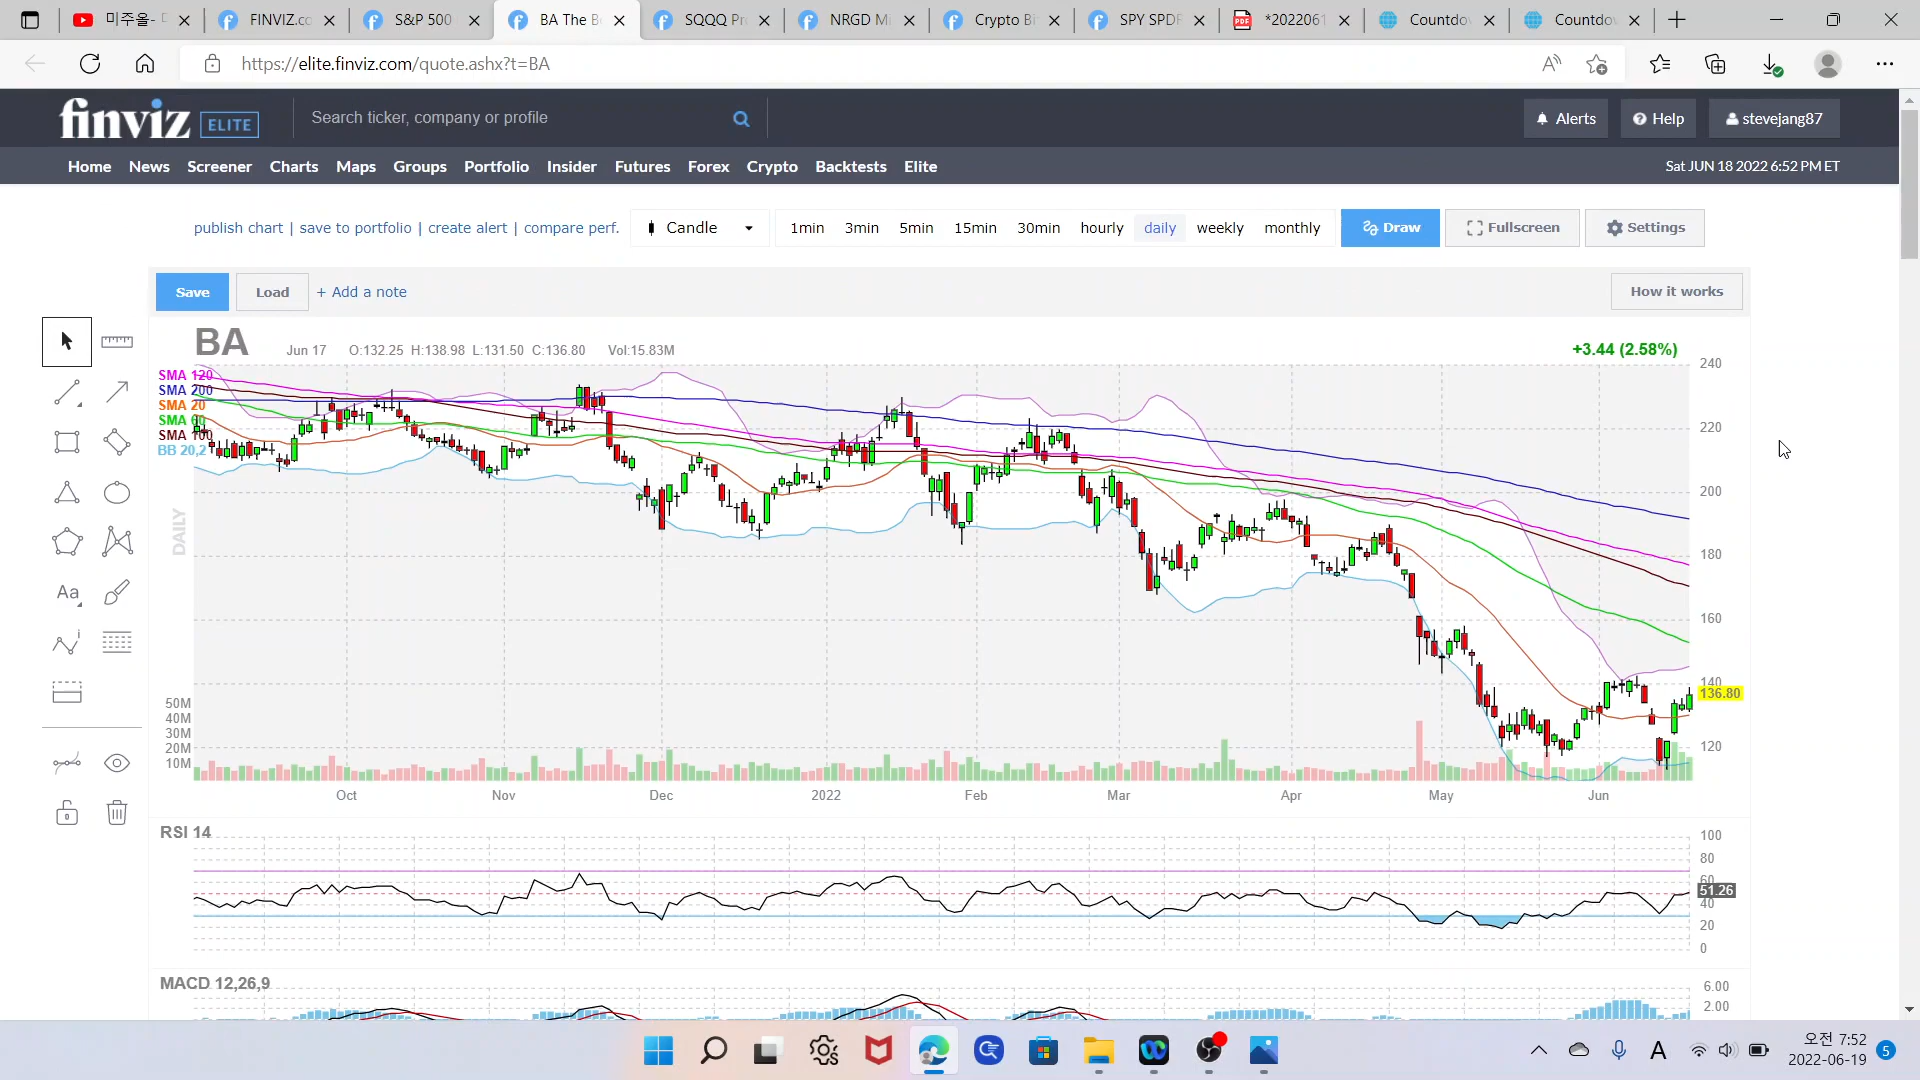 미주올-
FINVIZ.co
S&P 500
BA The B
SQQQ Pr
NRGD Mi
Crypto Bi
SPY SPDR
PDF *2022061
Countdo
Countdo
https://elite.finviz.com/quote.ashx?t=BA
finviz ELITE
Search ticker, company or profile
Alerts
Help
stevejang87
Home News Screener Charts Maps Groups Portfolio Insider Futures Forex Crypto Backtests Elite
Sat JUN 18 2022 6:52 PM ET
publish chart | save to portfolio | create alert | compare perf.
Candle
1min 3min 5min 15min 30min hourly daily weekly monthly
Draw
Fullscreen
Settings
Save
Load
+ Add a note
How it works
BA
Jun 17 O:132.25 H:138.98 L:131.50 C:136.80 Vol:15.83M
+3.44 (2.58%)
SMA 120
SMA 200
SMA 20
SMA 60
SMA 100
BB 20,2
DAILY
Aa
240
220
200
180
160
140
136.80
120
50M
40M
30M
20M
10M
Oct Nov Dec 2022 Feb Mar Apr May Jun
RSI 14
100
80
60
51.26
40
20
0
MACD 12,26,9
6.00
2.00
A
오전 7:52
2022-06-19
5